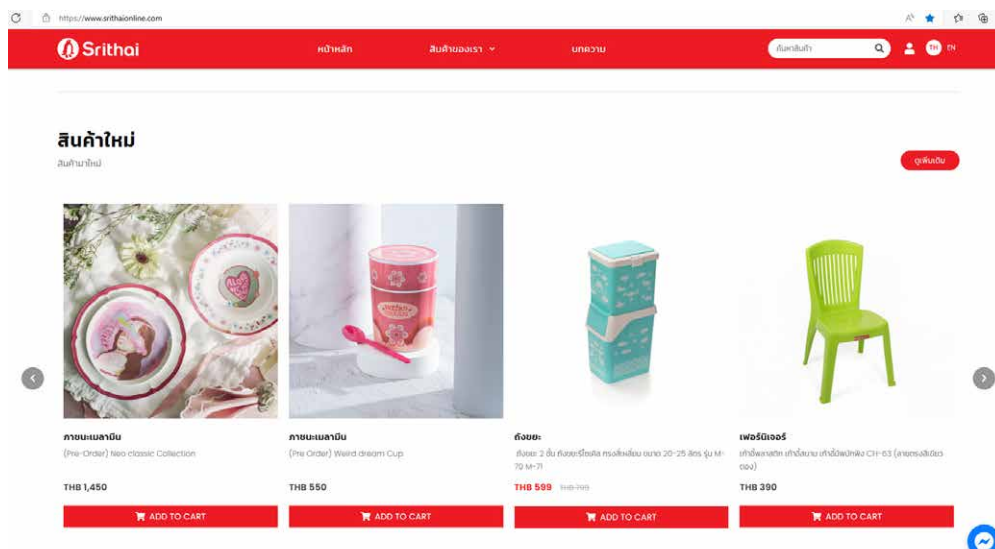 https://www.srithaionline.com
Srithai
หน้าหลัก
สินค้าของเรา
บทความ
ค้นหาสินค้า
TH
EN
สินค้าใหม่
สินค้ามาใหม่
ดูเพิ่มเติม
ภาชนะเมลามีน
(Pre-Order) Neo classic Collection
THB 1,450
ADD TO CART
ภาชนะเมลามีน
(Pre Order) Weird dream Cup
THB 550
ADD TO CART
ถังขยะ
ถังขยะ 2 ชั้น ถังขยะรีไซเคิล ทรงสี่เหลี่ยม ขนาด 20-25 ลิตร รุ่น M-
70 M-71
THB 599 THB 799
ADD TO CART
เฟอร์นิเจอร์
เก้าอี้พลาสติก เก้าอี้สนาม เก้าอี้มีพนักพิง CH-63 (ลายตรงสีเขียว
ตอง)
THB 390
ADD TO CART